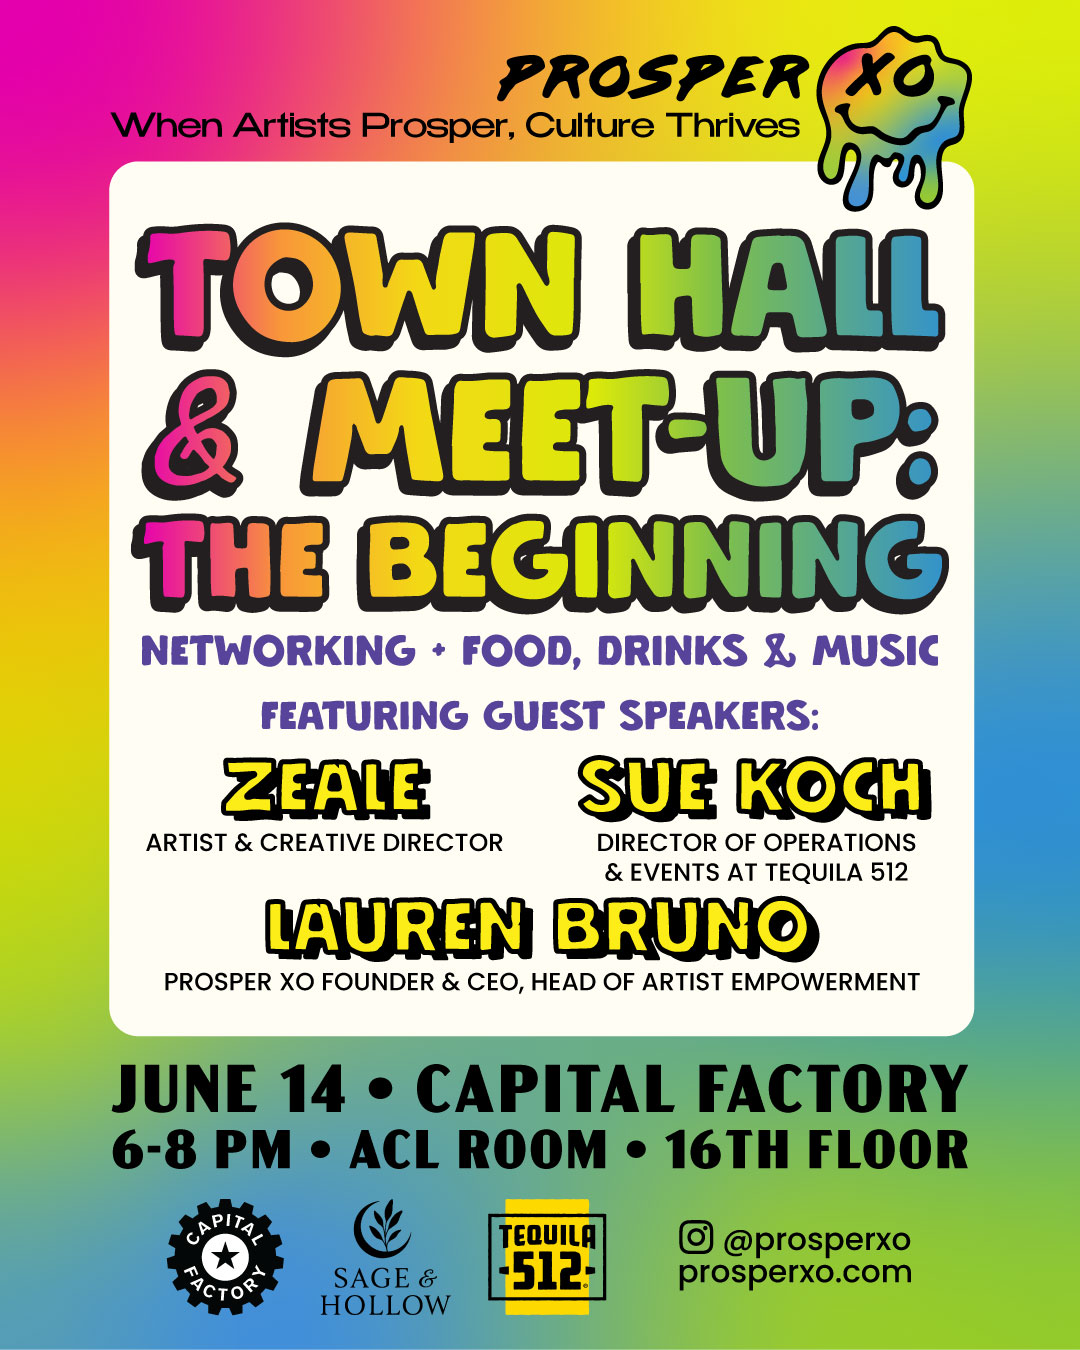 PROSPER XO
When Artists Prosper, Culture Thrives
TOWN HALL
& MEET-UP:
THE BEGINNING
NETWORKING + FOOD, DRINKS & MUSIC
FEATURING GUEST SPEAKERS:
ZEALE
ARTIST & CREATIVE DIRECTOR
SUE KOCH
DIRECTOR OF OPERATIONS
& EVENTS AT TEQUILA 512
LAUREN BRUNO
PROSPER XO FOUNDER & CEO, HEAD OF ARTIST EMPOWERMENT
JUNE 14 • CAPITAL FACTORY
6-8 PM • ACL ROOM • 16TH FLOOR
CAPITAL
FACTORY
SAGE &
HOLLOW
TEQUILA
512
@prosperxo
prosperxo.com